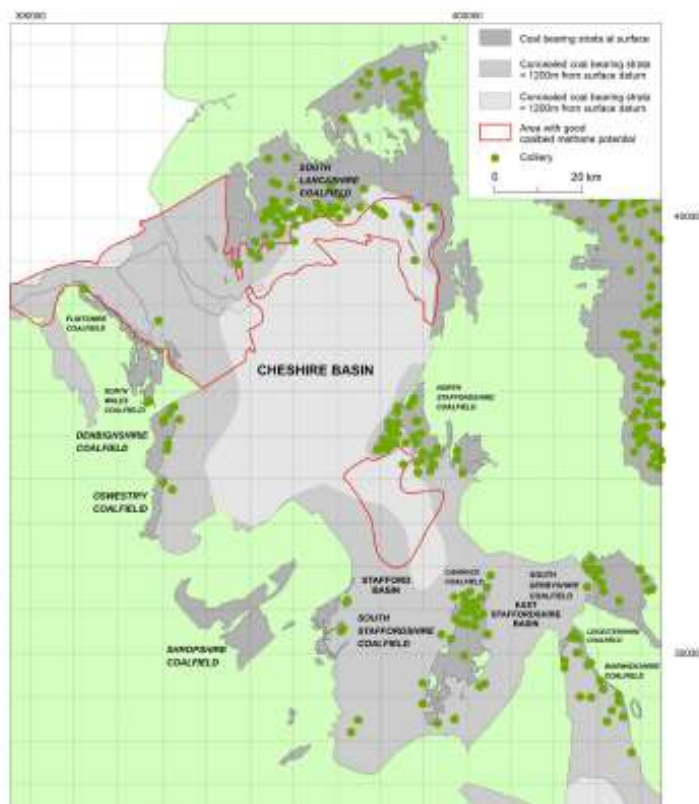 400000
Coal bearing strata at surface
Concealed coal bearing strata
< 1200m from surface datum
Concealed coal bearing strata
> 1200m from surface datum
Area with good
coalbed methane potential
Colliery
0 20 km
SOUTH
LANCASHIRE
COALFIELD
FLINTSHIRE
COALFIELD
CHESHIRE BASIN
NORTH
WALES
COALFIELD
NORTH
STAFFORDSHIRE
COALFIELD
DENBIGHSHIRE
COALFIELD
OSWESTRY
COALFIELD
STAFFORD
BASIN
CANNOCK
COALFIELD
SOUTH
DERBYSHIRE
COALFIELD
EAST
STAFFORDSHIRE
BASIN
SOUTH
STAFFORDSHIRE
COALFIELD
SHROPSHIRE
COALFIELD
LEICESTERSHIRE
COALFIELD
WARWICKSHIRE
COALFIELD